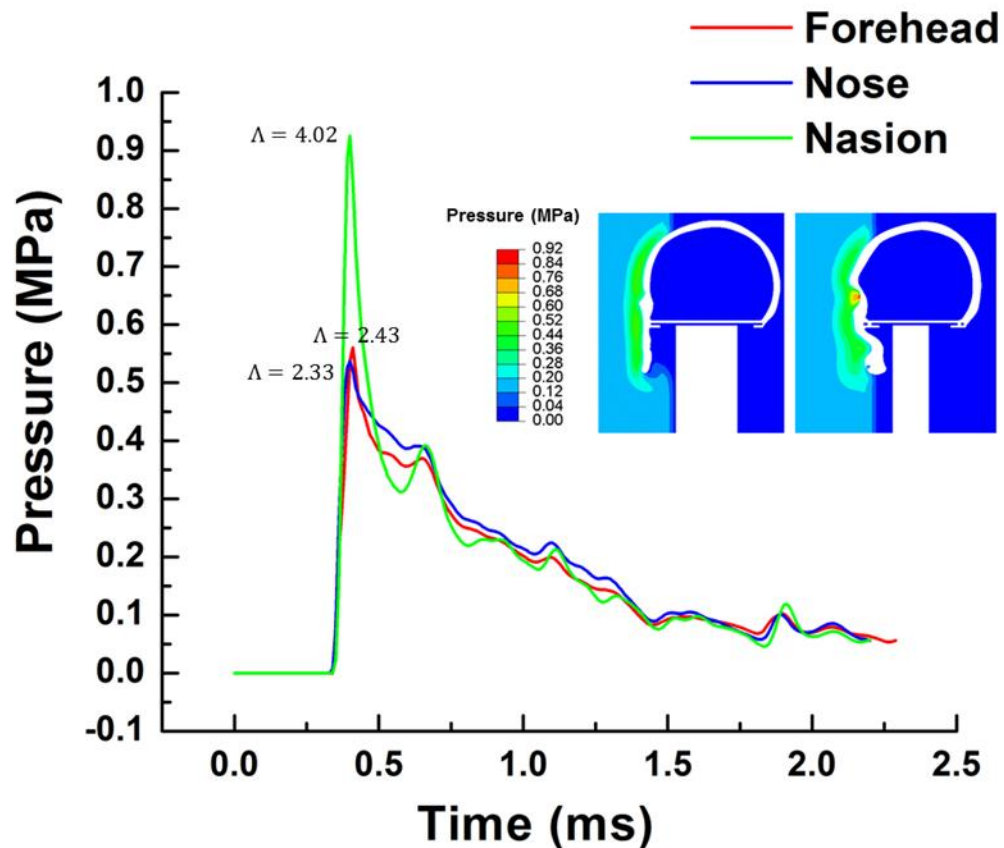 Forehead
Nose
Nasion
Pressure (MPa)
1.0
0.9
0.8
0.7
0.6
0.5
0.4
0.3
0.2
0.1
0.0
-0.1
Λ = 4.02
Λ = 2.43
Λ = 2.33
Pressure (MPa)
0.92
0.84
0.76
0.68
0.60
0.52
0.44
0.36
0.28
0.20
0.12
0.04
0.00
0.0 0.5 1.0 1.5 2.0 2.5
Time (ms)